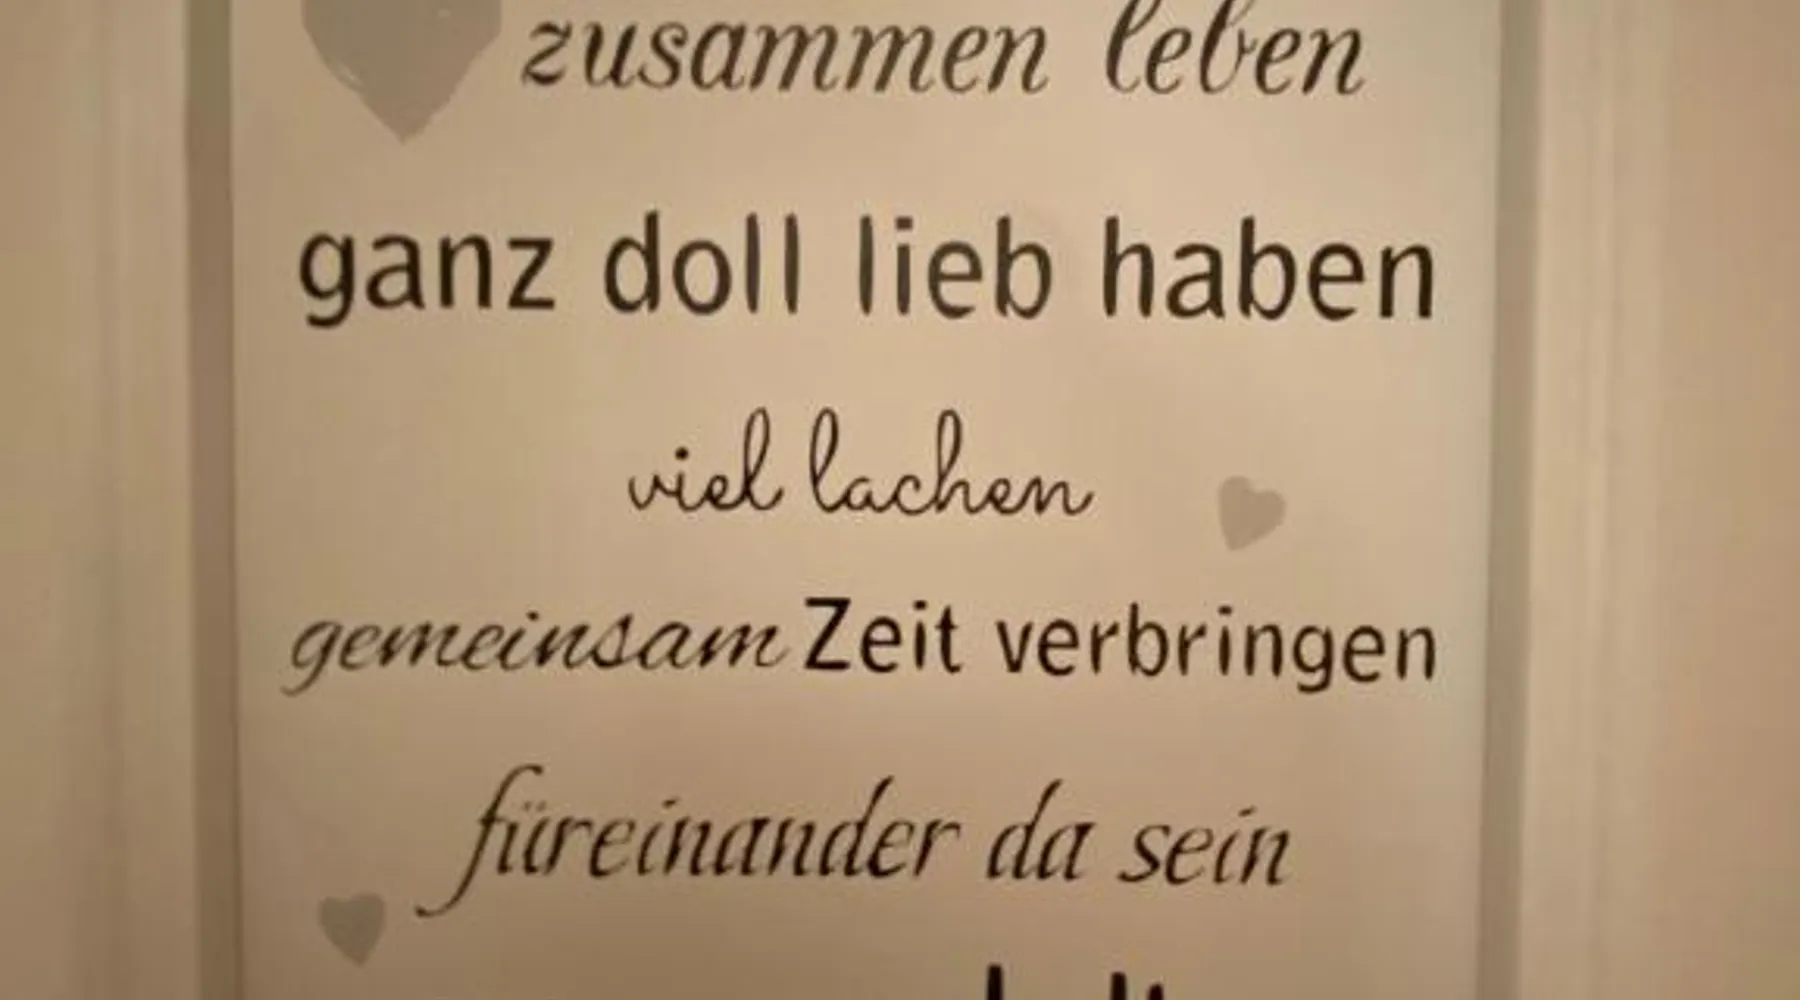 zusammen leben
ganz doll lieb haben
viel lachen
gemeinsam Zeit verbringen
füreinander da sein